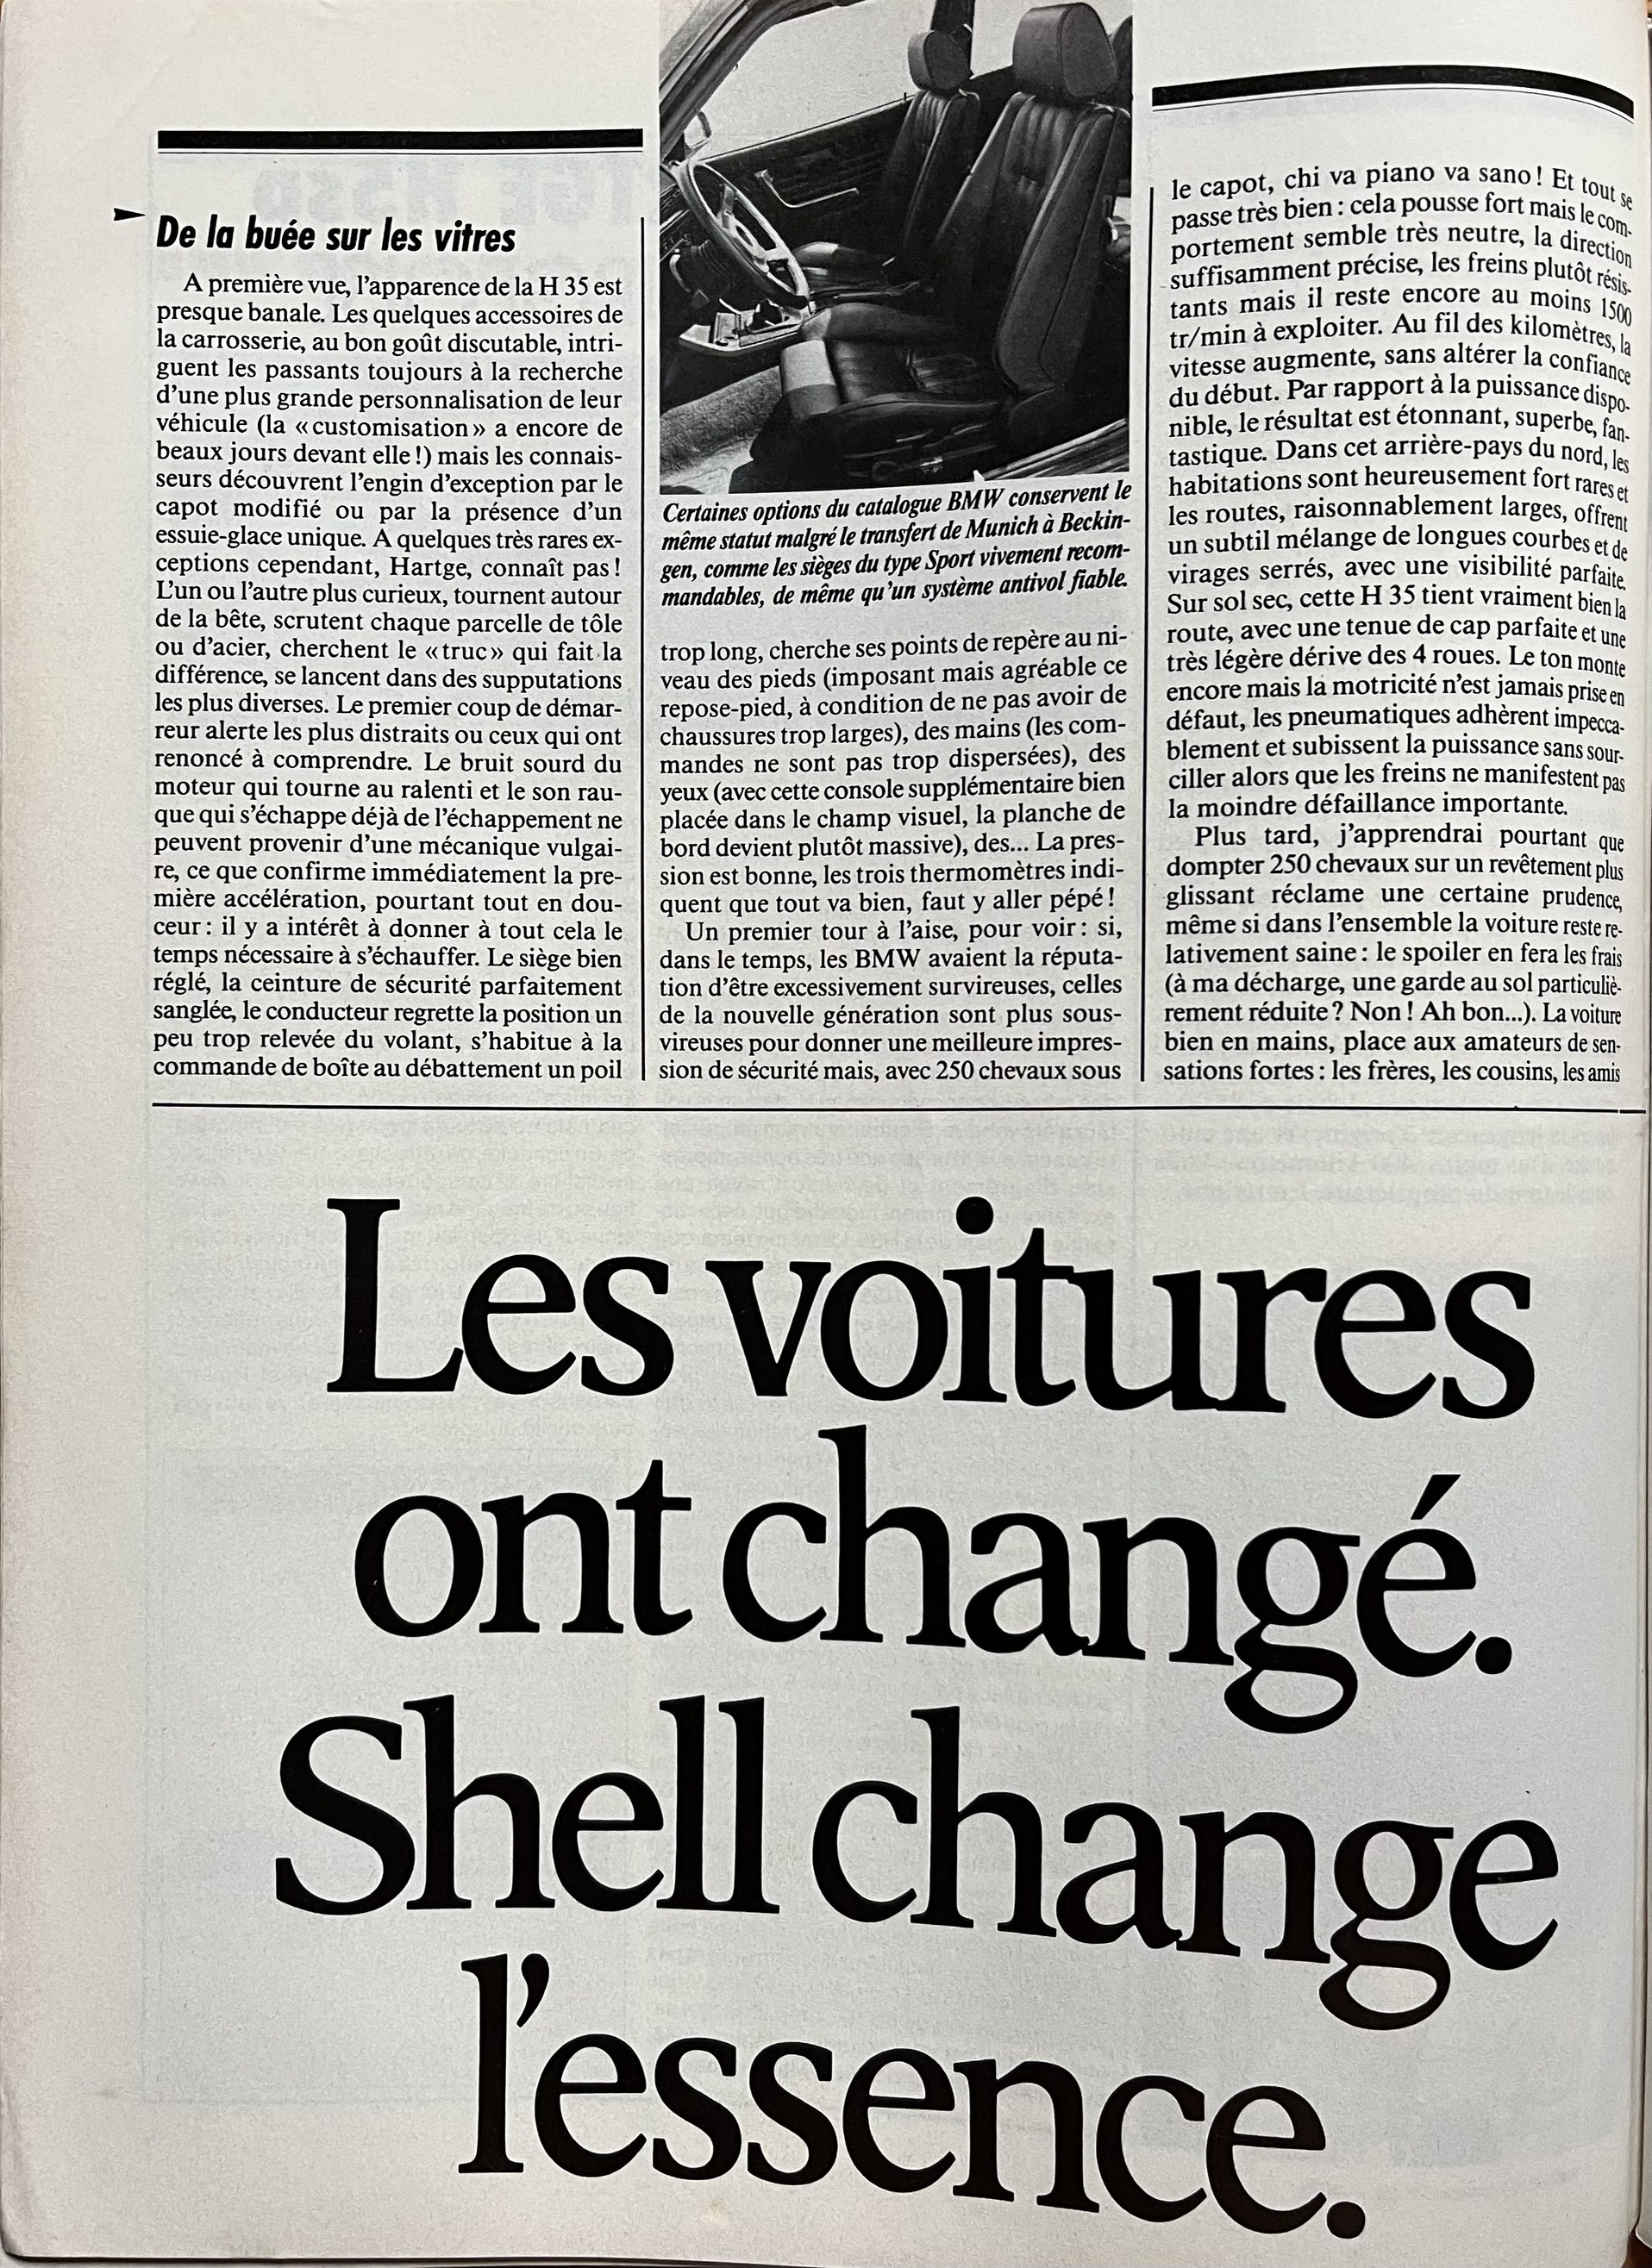 De la buée sur les vitres
A première vue, l'apparence de la H 35 est
presque banale. Les quelques accessoires de
la carrosserie, au bon goût discutable, intri-
guent les passants toujours à la recherche
d'une plus grande personnalisation de leur
véhicule (la «customisation» a encore de
beaux jours devant elle!) mais les connais-
seurs découvrent l'engin d'exception par le
capot modifié ou par la présence d'un
essuie-glace unique. A quelques très rares ex-
ceptions cependant, Hartge, connaît pas!
L'un ou l'autre plus curieux, tournent autour
de la bête, scrutent chaque parcelle de tôle
ou d'acier, cherchent le «truc» qui fait la
différence, se lancent dans des supputations
les plus diverses. Le premier coup de démar-
reur alerte les plus distraits ou ceux qui ont
renoncé à comprendre. Le bruit sourd du
moteur qui tourne au ralenti et le son rau-
que qui s'échappe déjà de l'échappement ne
peuvent provenir d'une mécanique vulgai-
re, ce que confirme immédiatement la pre-
mière accélération, pourtant tout en dou-
ceur: il y a intérêt à donner à tout cela le
temps nécessaire à s'échauffer. Le siège bien
réglé, la ceinture de sécurité parfaitement
sanglée, le conducteur regrette la position un
peu trop relevée du volant, s'habitue à la
commande de boîte au débattement un poil
Certaines options du catalogue BMW conservent le
même statut malgré le transfert de Munich à Beckin-
gen, comme les sièges du type Sport vivement recom-
mandables, de même qu'un système antivol fiable.
trop long, cherche ses points de repère au ni-
veau des pieds (imposant mais agréable ce
repose-pied, à condition de ne pas avoir de
chaussures trop larges), des mains (les com-
mandes ne sont pas trop dispersées), des
yeux (avec cette console supplémentaire bien
placée dans le champ visuel, la planche de
bord devient plutôt massive), des... La pres-
sion est bonne, les trois thermomètres indi-
quent que tout va bien, faut y aller pépé!
Un premier tour à l'aise, pour voir: si,
dans le temps, les BMW avaient la réputa-
tion d'être excessivement survireuses, celles
de la nouvelle génération sont plus sous-
vireuses pour donner une meilleure impres-
sion de sécurité mais, avec 250 chevaux sous
le capot, chi va piano va sano! Et tout se
passe très bien: cela pousse fort mais le com-
portement semble très neutre, la direction
suffisamment précise, les freins plutôt résis-
tants mais il reste encore au moins 1500
tr/min à exploiter. Au fil des kilomètres, la
vitesse augmente, sans altérer la confiance
du début. Par rapport à la puissance dispo-
nible, le résultat est étonnant, superbe, fan-
tastique. Dans cet arrière-pays du nord, les
habitations sont heureusement fort rares et
les routes, raisonnablement larges, offrent
un subtil mélange de longues courbes et de
virages serrés, avec une visibilité parfaite.
Sur sol sec, cette H 35 tient vraiment bien la
route, avec une tenue de cap parfaite et une
très légère dérive des 4 roues. Le ton monte
encore mais la motricité n'est jamais prise en
défaut, les pneumatiques adhèrent impecca-
blement et subissent la puissance sans sour-
ciller alors que les freins ne manifestent pas
la moindre défaillance importante.
Plus tard, j'apprendrai pourtant que
dompter 250 chevaux sur un revêtement plus
glissant réclame une certaine prudence,
même si dans l'ensemble la voiture reste re-
lativement saine: le spoiler en fera les frais
(à ma décharge, une garde au sol particuliè-
rement réduite? Non! Ah bon...). La voiture
bien en mains, place aux amateurs de sen-
sations fortes: les frères, les cousins, les amis
Les voitures
ont changé.
Shell change
l'essence.